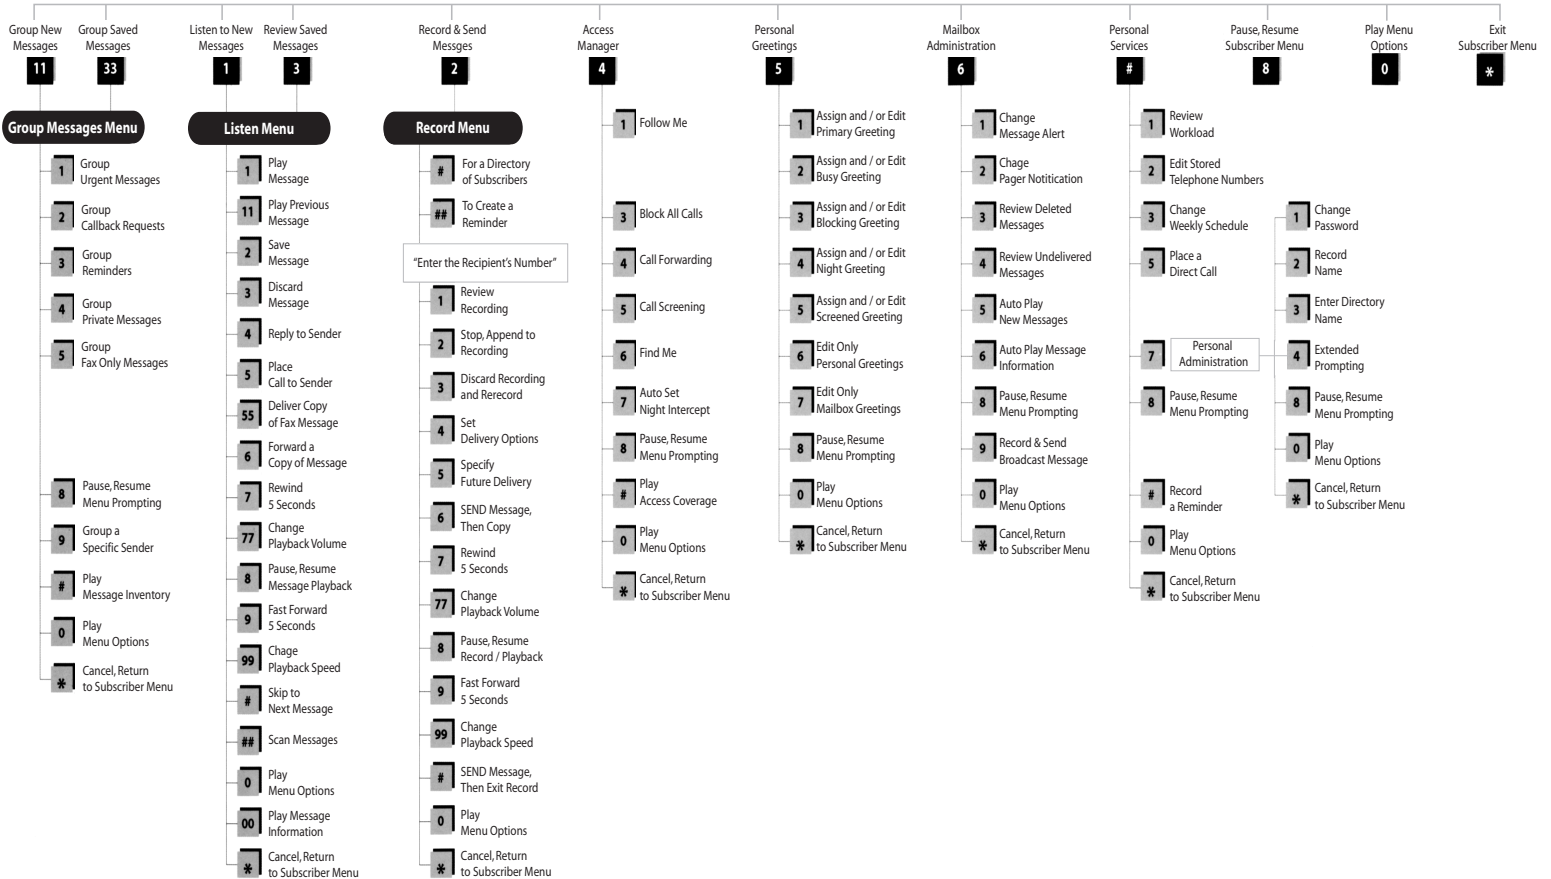 Group New
Messages
11
Group Saved
Messages
33
Group Messages Menu
1
Group
Urgent Messages
2
Group
Callback Requests
3
Group
Reminders
4
Group
Private Messages
5
Group
Fax Only Messages
8
Pause, Resume
Menu Prompting
9
Group a
Specific Sender
#
Play
Message Inventory
0
Play
Menu Options
*
Cancel, Return
to Subscriber Menu
Listen to New
Messages
1
Review Saved
Messages
3
Listen Menu
1
Play
Message
11
Play Previous
Message
2
Save
Message
3
Discard
Message
4
Reply to Sender
5
Place
Call to Sender
55
Deliver Copy
of Fax Message
6
Forward a
Copy of Message
7
Rewind
5 Seconds
77
Change
Playback Volume
8
Pause, Resume
Message Playback
9
Fast Forward
5 Seconds
99
Chage
Playback Speed
#
Skip to
Next Message
##
Scan Messages
0
Play
Menu Options
00
Play Message
Information
*
Cancel, Return
to Subscriber Menu
Record & Send
Messges
2
Record Menu
#
For a Directory
of Subscribers
##
To Create a
Reminder
“Enter the Recipient’s Number”
1
Review
Recording
2
Stop, Append to
Recording
3
Discard Recording
and Rerecord
4
Set
Delivery Options
5
Specify
Future Delivery
6
SEND Message,
Then Copy
7
Rewind
5 Seconds
77
Change
Playback Volume
8
Pause, Resume
Record / Playback
9
Fast Forward
5 Seconds
99
Change
Playback Speed
#
SEND Message,
Then Exit Record
0
Play
Menu Options
*
Cancel, Return
to Subscriber Menu
Access
Manager
4
1
Follow Me
3
Block All Calls
4
Call Forwarding
5
Call Screening
6
Find Me
7
Auto Set
Night Intercept
8
Pause, Resume
Menu Prompting
#
Play
Access Coverage
0
Play
Menu Options
*
Cancel, Return
to Subscriber Menu
Personal
Greetings
5
1
Assign and / or Edit
Primary Greeting
2
Assign and / or Edit
Busy Greeting
3
Assign and / or Edit
Blocking Greeting
4
Assign and / or Edit
Night Greeting
5
Assign and / or Edit
Screened Greeting
6
Edit Only
Personal Greetings
7
Edit Only
Mailbox Greetings
8
Pause, Resume
Menu Prompting
0
Play
Menu Options
*
Cancel, Return
to Subscriber Menu
Mailbox
Administration
6
1
Change
Message Alert
2
Chage
Pager Notification
3
Review Deleted
Messages
4
Review Undelivered
Messages
5
Auto Play
New Messages
6
Auto Play Message
Information
8
Pause, Resume
Menu Prompting
9
Record & Send
Broadcast Message
0
Play
Menu Options
*
Cancel, Return
to Subscriber Menu
Personal
Services
#
1
Review
Workload
2
Edit Stored
Telephone Numbers
3
Change
Weekly Schedule
5
Place a
Direct Call
7
Personal
Administration
8
Pause, Resume
Menu Prompting
#
Record
a Reminder
0
Play
Menu Options
*
Cancel, Return
to Subscriber Menu
1
Change
Password
2
Record
Name
3
Enter Directory
Name
4
Extended
Prompting
8
Pause, Resume
Menu Prompting
0
Play
Menu Options
*
Cancel, Return
to Subscriber Menu
Pause, Resume
Subscriber Menu
8
Play Menu
Options
0
Exit
Subscriber Menu
*